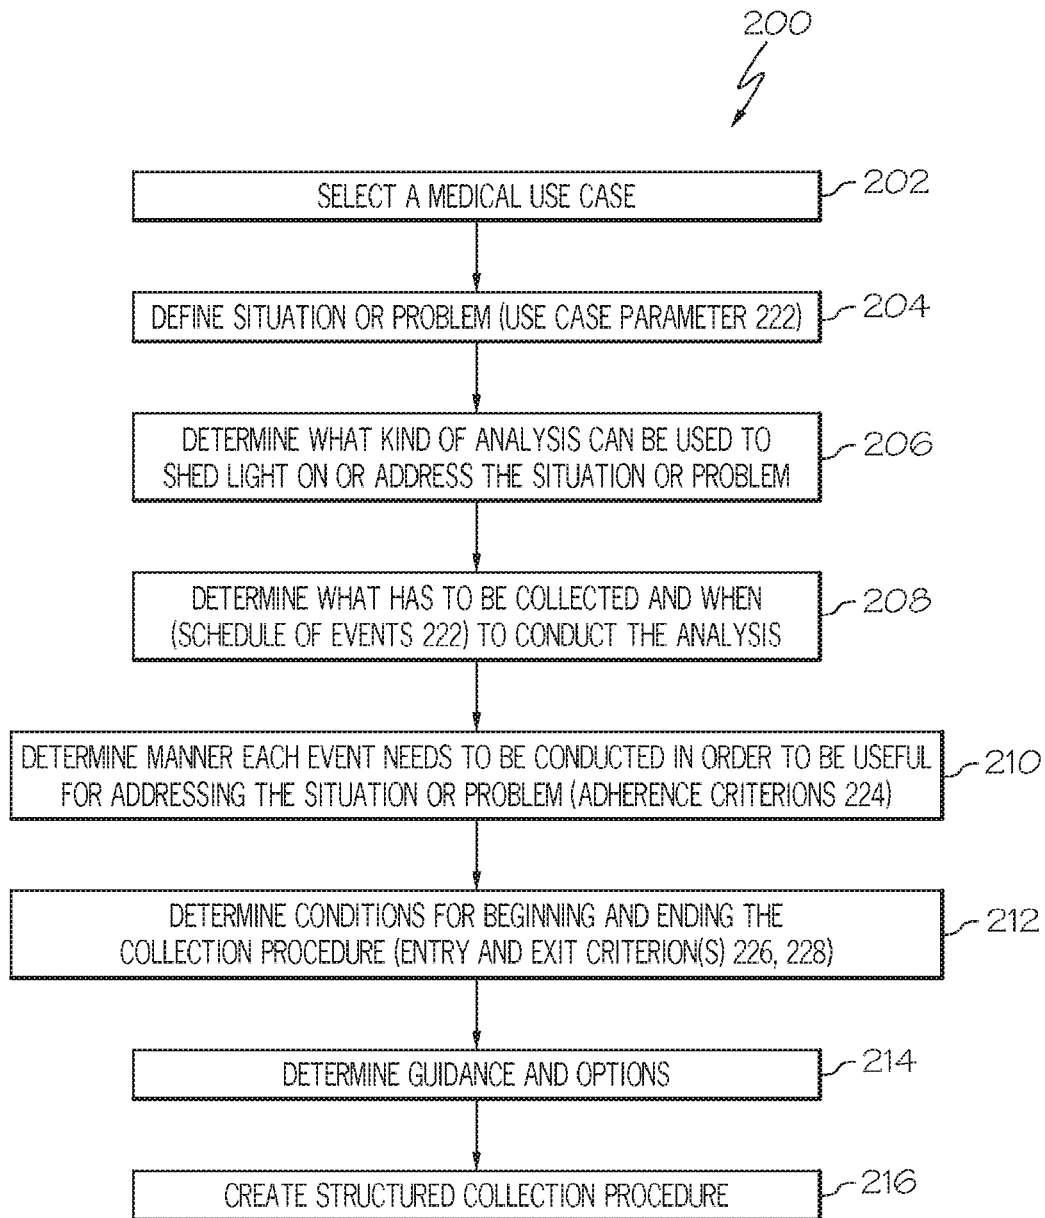 200
SELECT A MEDICAL USE CASE
202
DEFINE SITUATION OR PROBLEM (USE CASE PARAMETER 222)
204
DETERMINE WHAT KIND OF ANALYSIS CAN BE USED TO
SHED LIGHT ON OR ADDRESS THE SITUATION OR PROBLEM
206
DETERMINE WHAT HAS TO BE COLLECTED AND WHEN
(SCHEDULE OF EVENTS 222) TO CONDUCT THE ANALYSIS
208
DETERMINE MANNER EACH EVENT NEEDS TO BE CONDUCTED IN ORDER TO BE USEFUL
FOR ADDRESSING THE SITUATION OR PROBLEM (ADHERENCE CRITERIONS 224)
210
DETERMINE CONDITIONS FOR BEGINNING AND ENDING THE
COLLECTION PROCEDURE (ENTRY AND EXIT CRITERION(S) 226, 228)
212
DETERMINE GUIDANCE AND OPTIONS
214
CREATE STRUCTURED COLLECTION PROCEDURE
216